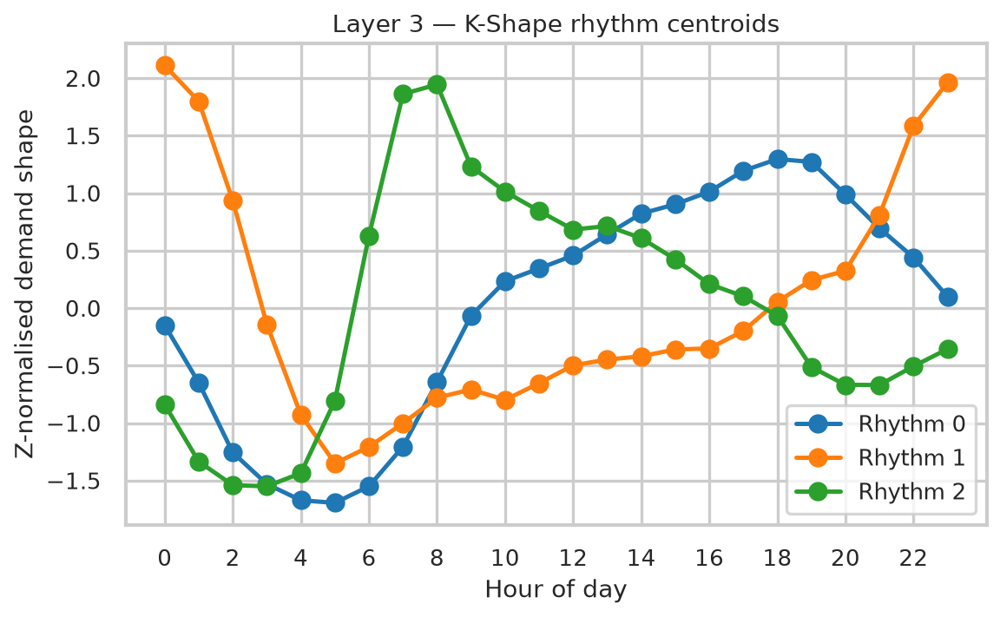 Layer 3 — K-Shape rhythm centroids
Z-normalised demand shape
2.0
1.5
1.0
0.5
0.0
−0.5
−1.0
−1.5
Rhythm 0
Rhythm 1
Rhythm 2
0 2 4 6 8 10 12 14 16 18 20 22
Hour of day